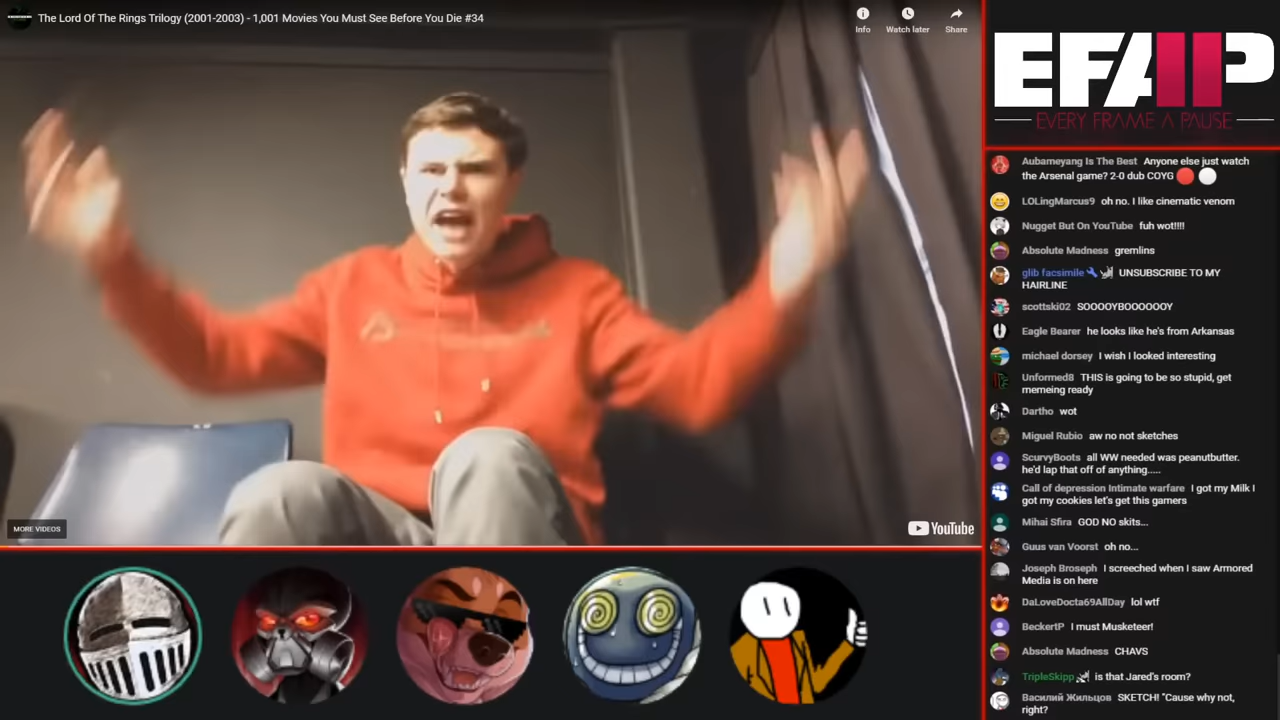 The Lord Of The Rings Trilogy (2001-2003) - 1,001 Movies You Must See Before You Die #34
Info
Watch later
Share
MORE VIDEOS
YouTube
EFAP
EVERY FRAME A PAUSE
Aubameyang Is The Best Anyone else just watch
the Arsenal game? 2-0 dub COYG
LOLingMarcus9 oh no. I like cinematic venom
Nugget But On YouTube fuh wot!!!!
Absolute Madness gremlins
glib facsimile UNSUBSCRIBE TO MY
HAIRLINE
scottski02 SOOOOYBOOOOOOY
Eagle Bearer he looks like he's from Arkansas
michael dorsey I wish I looked interesting
Unformed8 THIS is going to be so stupid, get
memeing ready
Dartho wot
Miguel Rubio aw no not sketches
ScurvyBoots all WW needed was peanutbutter.
he'd lap that off of anything.....
Call of depression Intimate warfare I got my Milk I
got my cookies let's get this gamers
Mihai Sfira GOD NO skits...
Guus van Voorst oh no...
Joseph Broseph I screeched when I saw Armored
Media is on here
DaLoveDocta69AllDay lol wtf
BeckertP I must Musketeer!
Absolute Madness CHAVS
TripleSkipp is that Jared's room?
Василий Жильцов SKETCH! "Cause why not,
right?